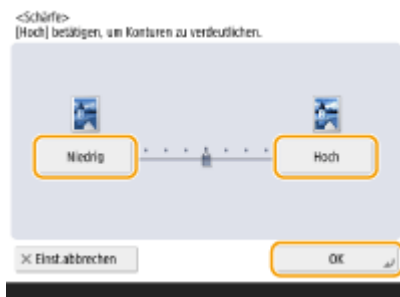 <Schärfe>
[Hoch] betätigen, um Konturen zu verdeutlichen.
Niedrig
Hoch
× Einst.abbrechen
OK